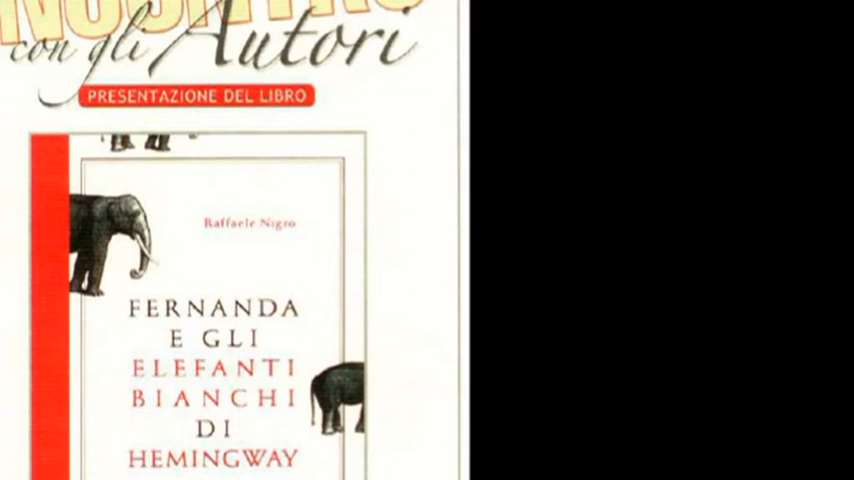 con gli Autori
PRESENTAZIONE DEL LIBRO
Raffaele Nigro
FERNANDA
E GLI
ELEFANTI
BIANCHI
DI
HEMINGWAY